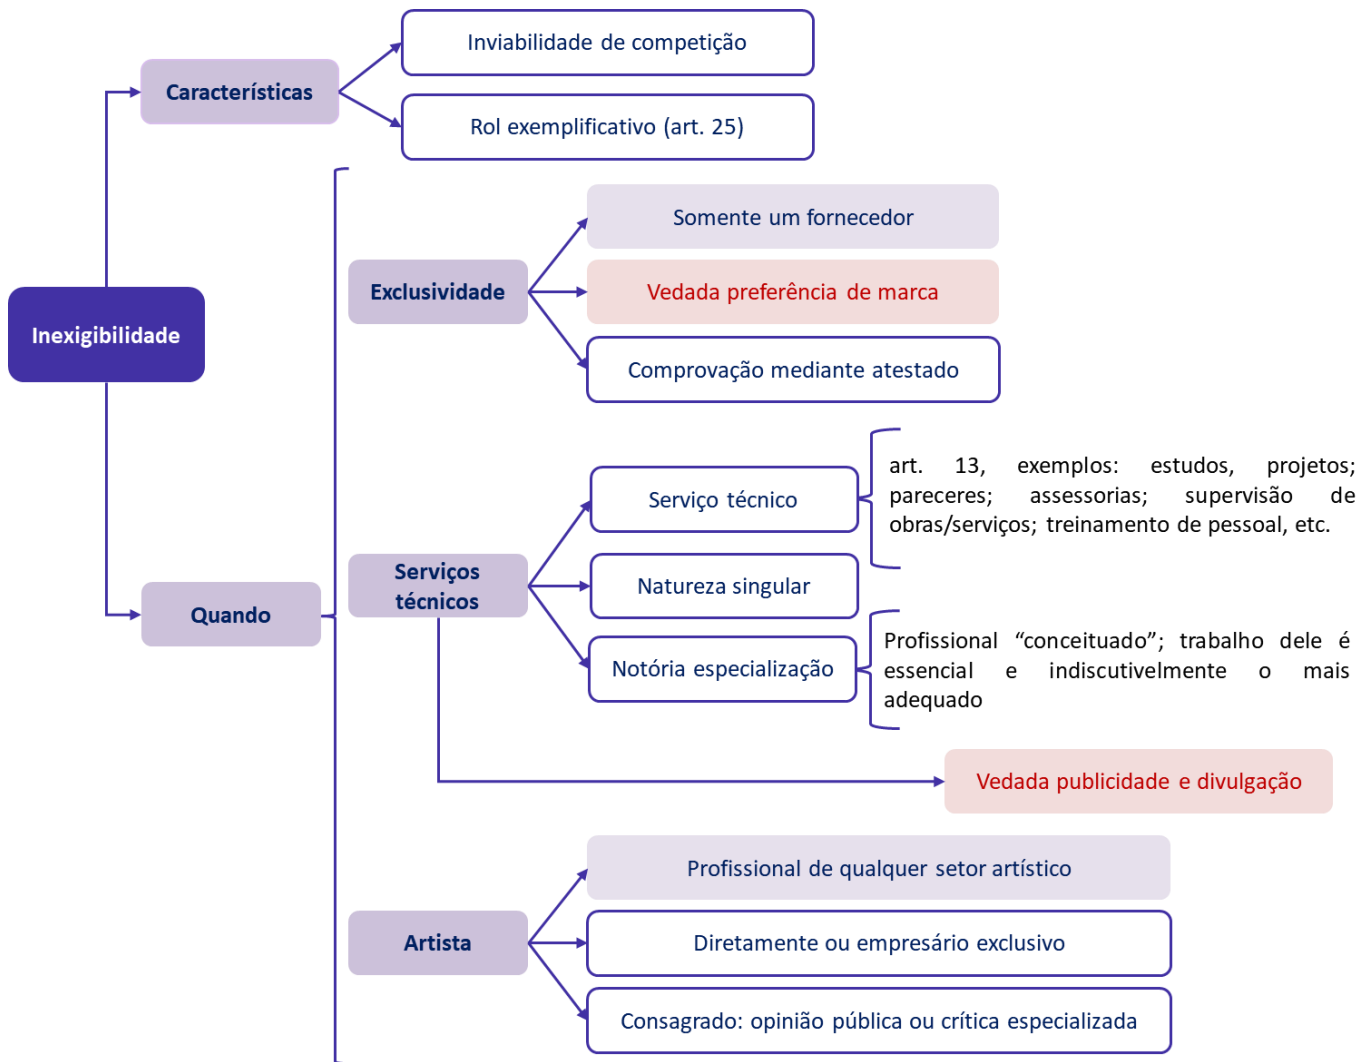 Inviabilidade de competição
Características
Rol exemplificativo (art. 25)
Inexigibilidade
Somente um fornecedor
Exclusividade
Vedada preferência de marca
Comprovação mediante atestado
Quando
Serviços
técnicos
Serviço técnico
art. 13, exemplos: estudos, projetos;
pareceres; assessorias; supervisão de
obras/serviços; treinamento de pessoal, etc.
Natureza singular
Notória especialização
Profissional “conceituado”; trabalho dele é
essencial e indiscutivelmente o mais
adequado
Vedada publicidade e divulgação
Profissional de qualquer setor artístico
Artista
Diretamente ou empresário exclusivo
Consagrado: opinião pública ou crítica especializada